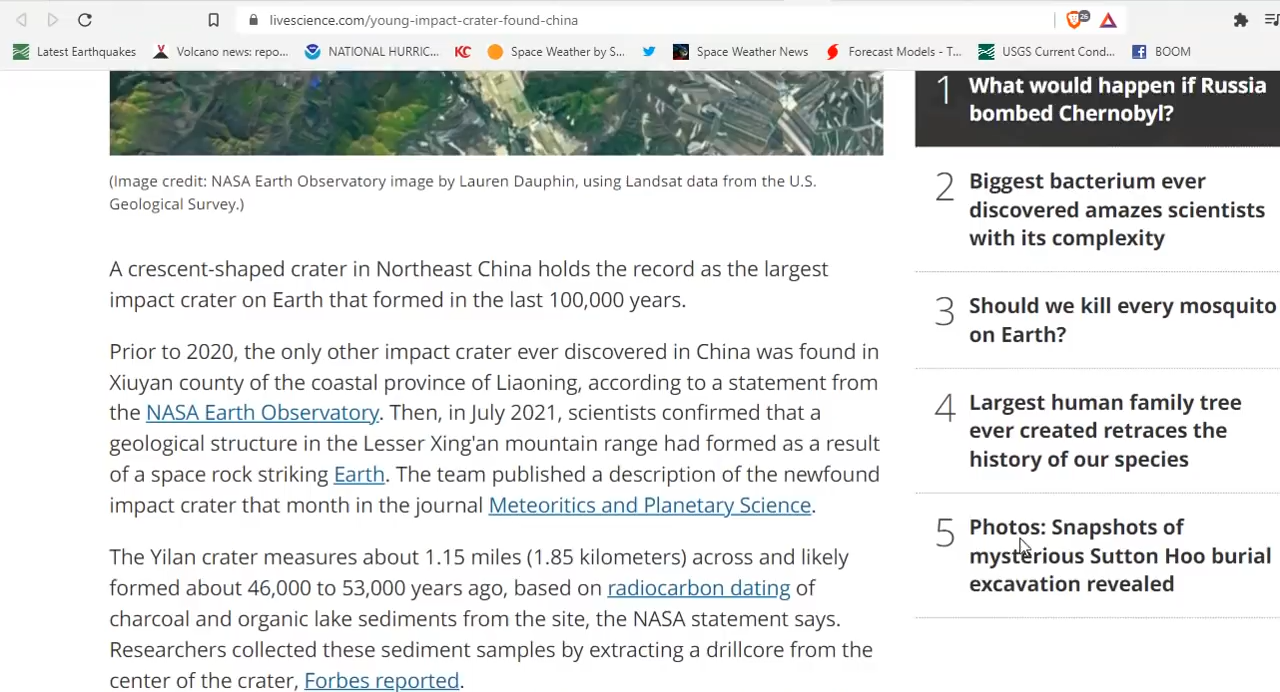 livescience.com/young-impact-crater-found-china
26
Latest Earthquakes
Volcano news: repo...
NATIONAL HURRIC...
KC
Space Weather by S...
Space Weather News
Forecast Models - T...
USGS Current Cond...
BOOM
(Image credit: NASA Earth Observatory image by Lauren Dauphin, using Landsat data from the U.S.
Geological Survey.)
A crescent-shaped crater in Northeast China holds the record as the largest
impact crater on Earth that formed in the last 100,000 years.
Prior to 2020, the only other impact crater ever discovered in China was found in
Xiuyan county of the coastal province of Liaoning, according to a statement from
the NASA Earth Observatory. Then, in July 2021, scientists confirmed that a
geological structure in the Lesser Xing'an mountain range had formed as a result
of a space rock striking Earth. The team published a description of the newfound
impact crater that month in the journal Meteoritics and Planetary Science.
The Yilan crater measures about 1.15 miles (1.85 kilometers) across and likely
formed about 46,000 to 53,000 years ago, based on radiocarbon dating of
charcoal and organic lake sediments from the site, the NASA statement says.
Researchers collected these sediment samples by extracting a drillcore from the
center of the crater, Forbes reported.
1 What would happen if Russia
bombed Chernobyl?
2 Biggest bacterium ever
discovered amazes scientists
with its complexity
3 Should we kill every mosquito
on Earth?
4 Largest human family tree
ever created retraces the
history of our species
5 Photos: Snapshots of
mysterious Sutton Hoo burial
excavation revealed